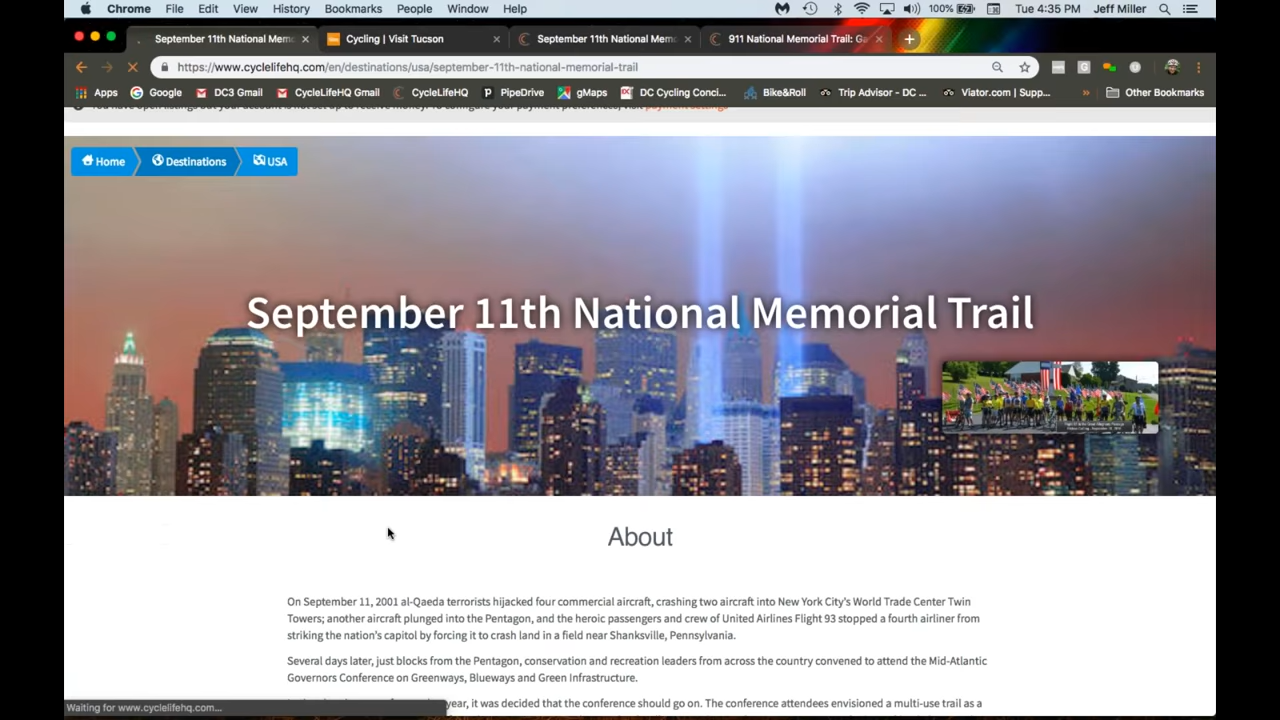 Chrome File Edit View History Bookmarks People Window Help 100% Tue 4:35 PM Jeff Miller
September 11th National Mem Cycling | Visit Tucson September 11th National Mem 911 National Memorial Trail: G
https://www.cyclelifehq.com/en/destinations/usa/september-11th-national-memorial-trail
Apps Google DC3 Gmail CycleLifeHQ Gmail CycleLifeHQ PipeDrive gMaps DC Cycling Conci... Bike&Roll Trip Advisor - DC ... Viator.com | Supp... » Other Bookmarks
You have open listings but your account is not set up to receive money. To configure your payment preferences, visit payment settings
Home Destinations USA
September 11th National Memorial Trail
About
On September 11, 2001 al-Qaeda terrorists hijacked four commercial aircraft, crashing two aircraft into New York City's World Trade Center Twin
Towers; another aircraft plunged into the Pentagon, and the heroic passengers and crew of United Airlines Flight 93 stopped a fourth airliner from
striking the nation's capitol by forcing it to crash land in a field near Shanksville, Pennsylvania.
Several days later, just blocks from the Pentagon, conservation and recreation leaders from across the country convened to attend the Mid-Atlantic
Governors Conference on Greenways, Blueways and Green Infrastructure.
year, it was decided that the conference should go on. The conference attendees envisioned a multi-use trail as a
Waiting for www.cyclelifehq.com...